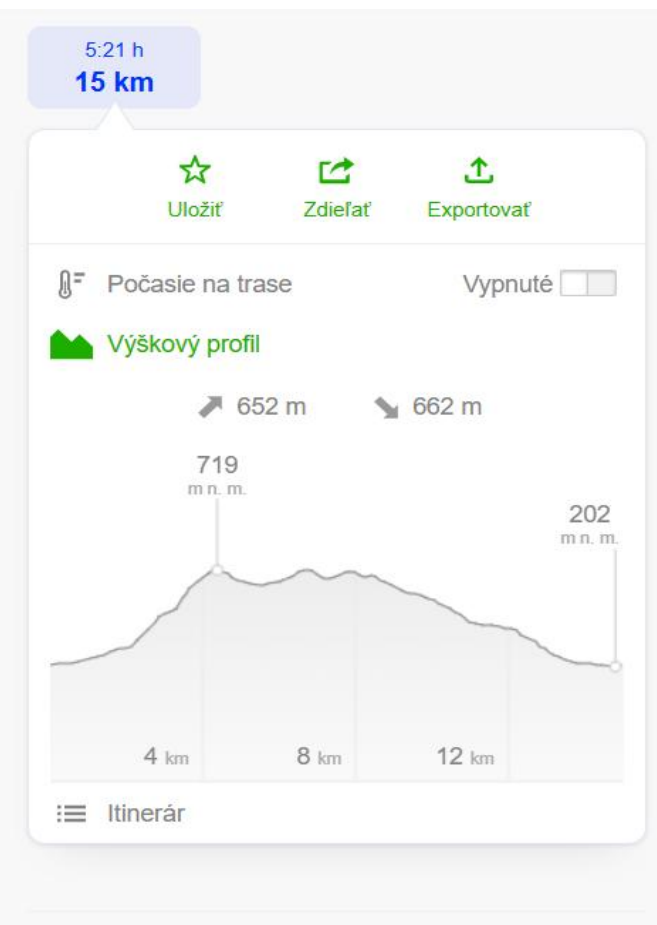 5:21 h
15 km
Uložiť
Zdieľať
Exportovať
Počasie na trase
Vypnuté
Výškový profil
652 m
662 m
719
m n. m.
202
m n. m.
4 km
8 km
12 km
Itinerár